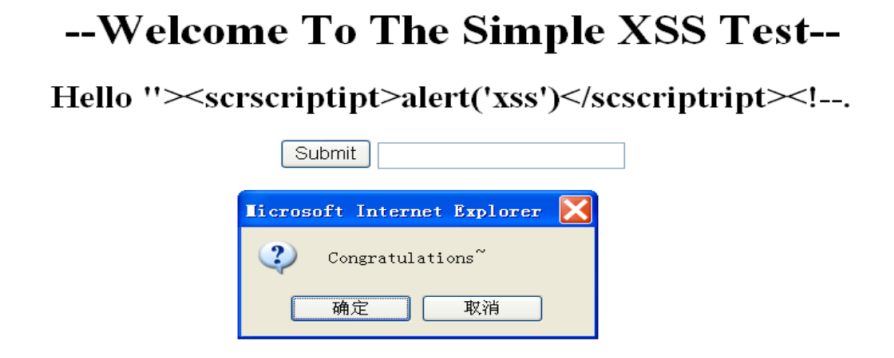 --Welcome To The Simple XSS Test--
Hello ''><scrscriptipt>alert('xss')</scscriptript><!--.
Submit
Microsoft Internet Explorer
Congratulations~
确定 取消